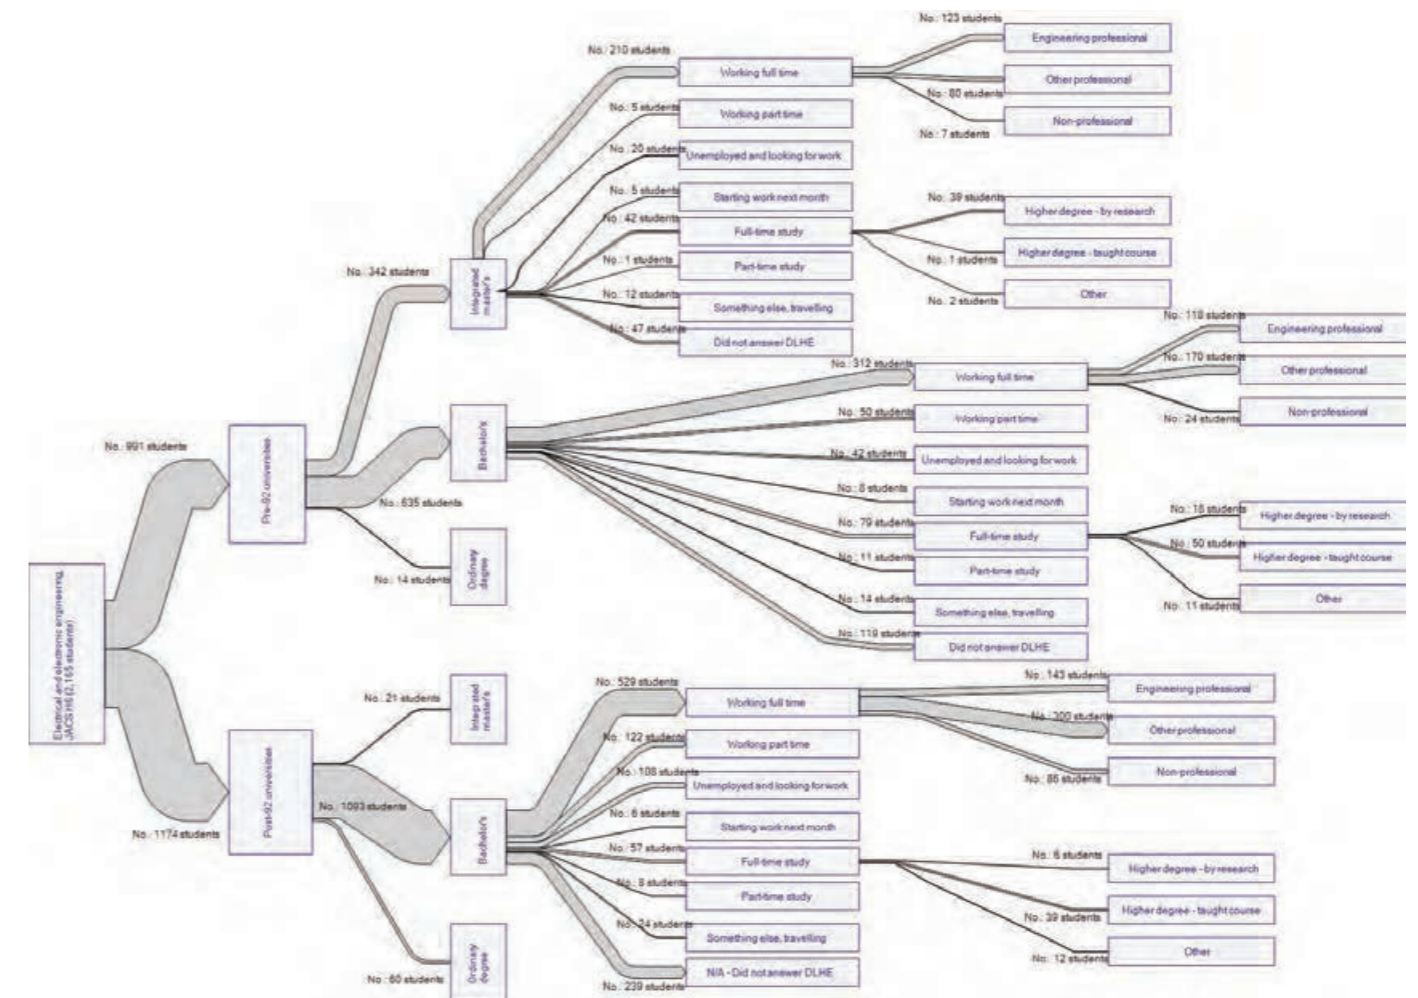 Electrical and electronic engineering,
JACS H6 (2,165 students)
No.: 991 students
No.: 1174 students
Pre-92 universities
Post-92 universities
No.: 342 students
No.: 635 students
No.: 14 students
Integrated
master's
Bachelor's
Ordinary
degree
No.: 210 students
Working full time
No.: 5 students
Working part time
No.: 20 students
Unemployed and looking for work
No.: 5 students
Starting work next month
No.: 42 students
Full-time study
No.: 1 students
Part-time study
No.: 12 students
Something else, travelling
No.: 47 students
Did not answer DLHE
No.: 123 students
Engineering professional
Other professional
No.: 80 students
Non-professional
No.: 7 students
No.: 39 students
Higher degree - by research
Higher degree - taught course
No.: 1 students
Other
No.: 2 students
No.: 312 students
Working full time
No.: 50 students
Working part time
No.: 42 students
Unemployed and looking for work
No.: 8 students
Starting work next month
No.: 79 students
Full-time study
No.: 11 students
Part-time study
No.: 14 students
Something else, travelling
No.: 119 students
Did not answer DLHE
No.: 118 students
Engineering professional
No.: 170 students
Other professional
Non-professional
No.: 24 students
No.: 18 students
Higher degree - by research
No.: 50 students
Higher degree - taught course
Other
No.: 11 students
No.: 21 students
Integrated
master's
No.: 1093 students
Bachelor's
No.: 60 students
Ordinary
degree
No.: 529 students
Working full time
No.: 122 students
Working part time
No.: 108 students
Unemployed and looking for work
No.: 6 students
Starting work next month
No.: 57 students
Full-time study
No.: 8 students
Part-time study
No.: 24 students
Something else, travelling
N/A - Did not answer DLHE
No.: 239 students
No.: 143 students
Engineering professional
No.: 300 students
Other professional
Non-professional
No.: 86 students
No.: 6 students
Higher degree - by research
Higher degree - taught course
No.: 39 students
Other
No.: 12 students